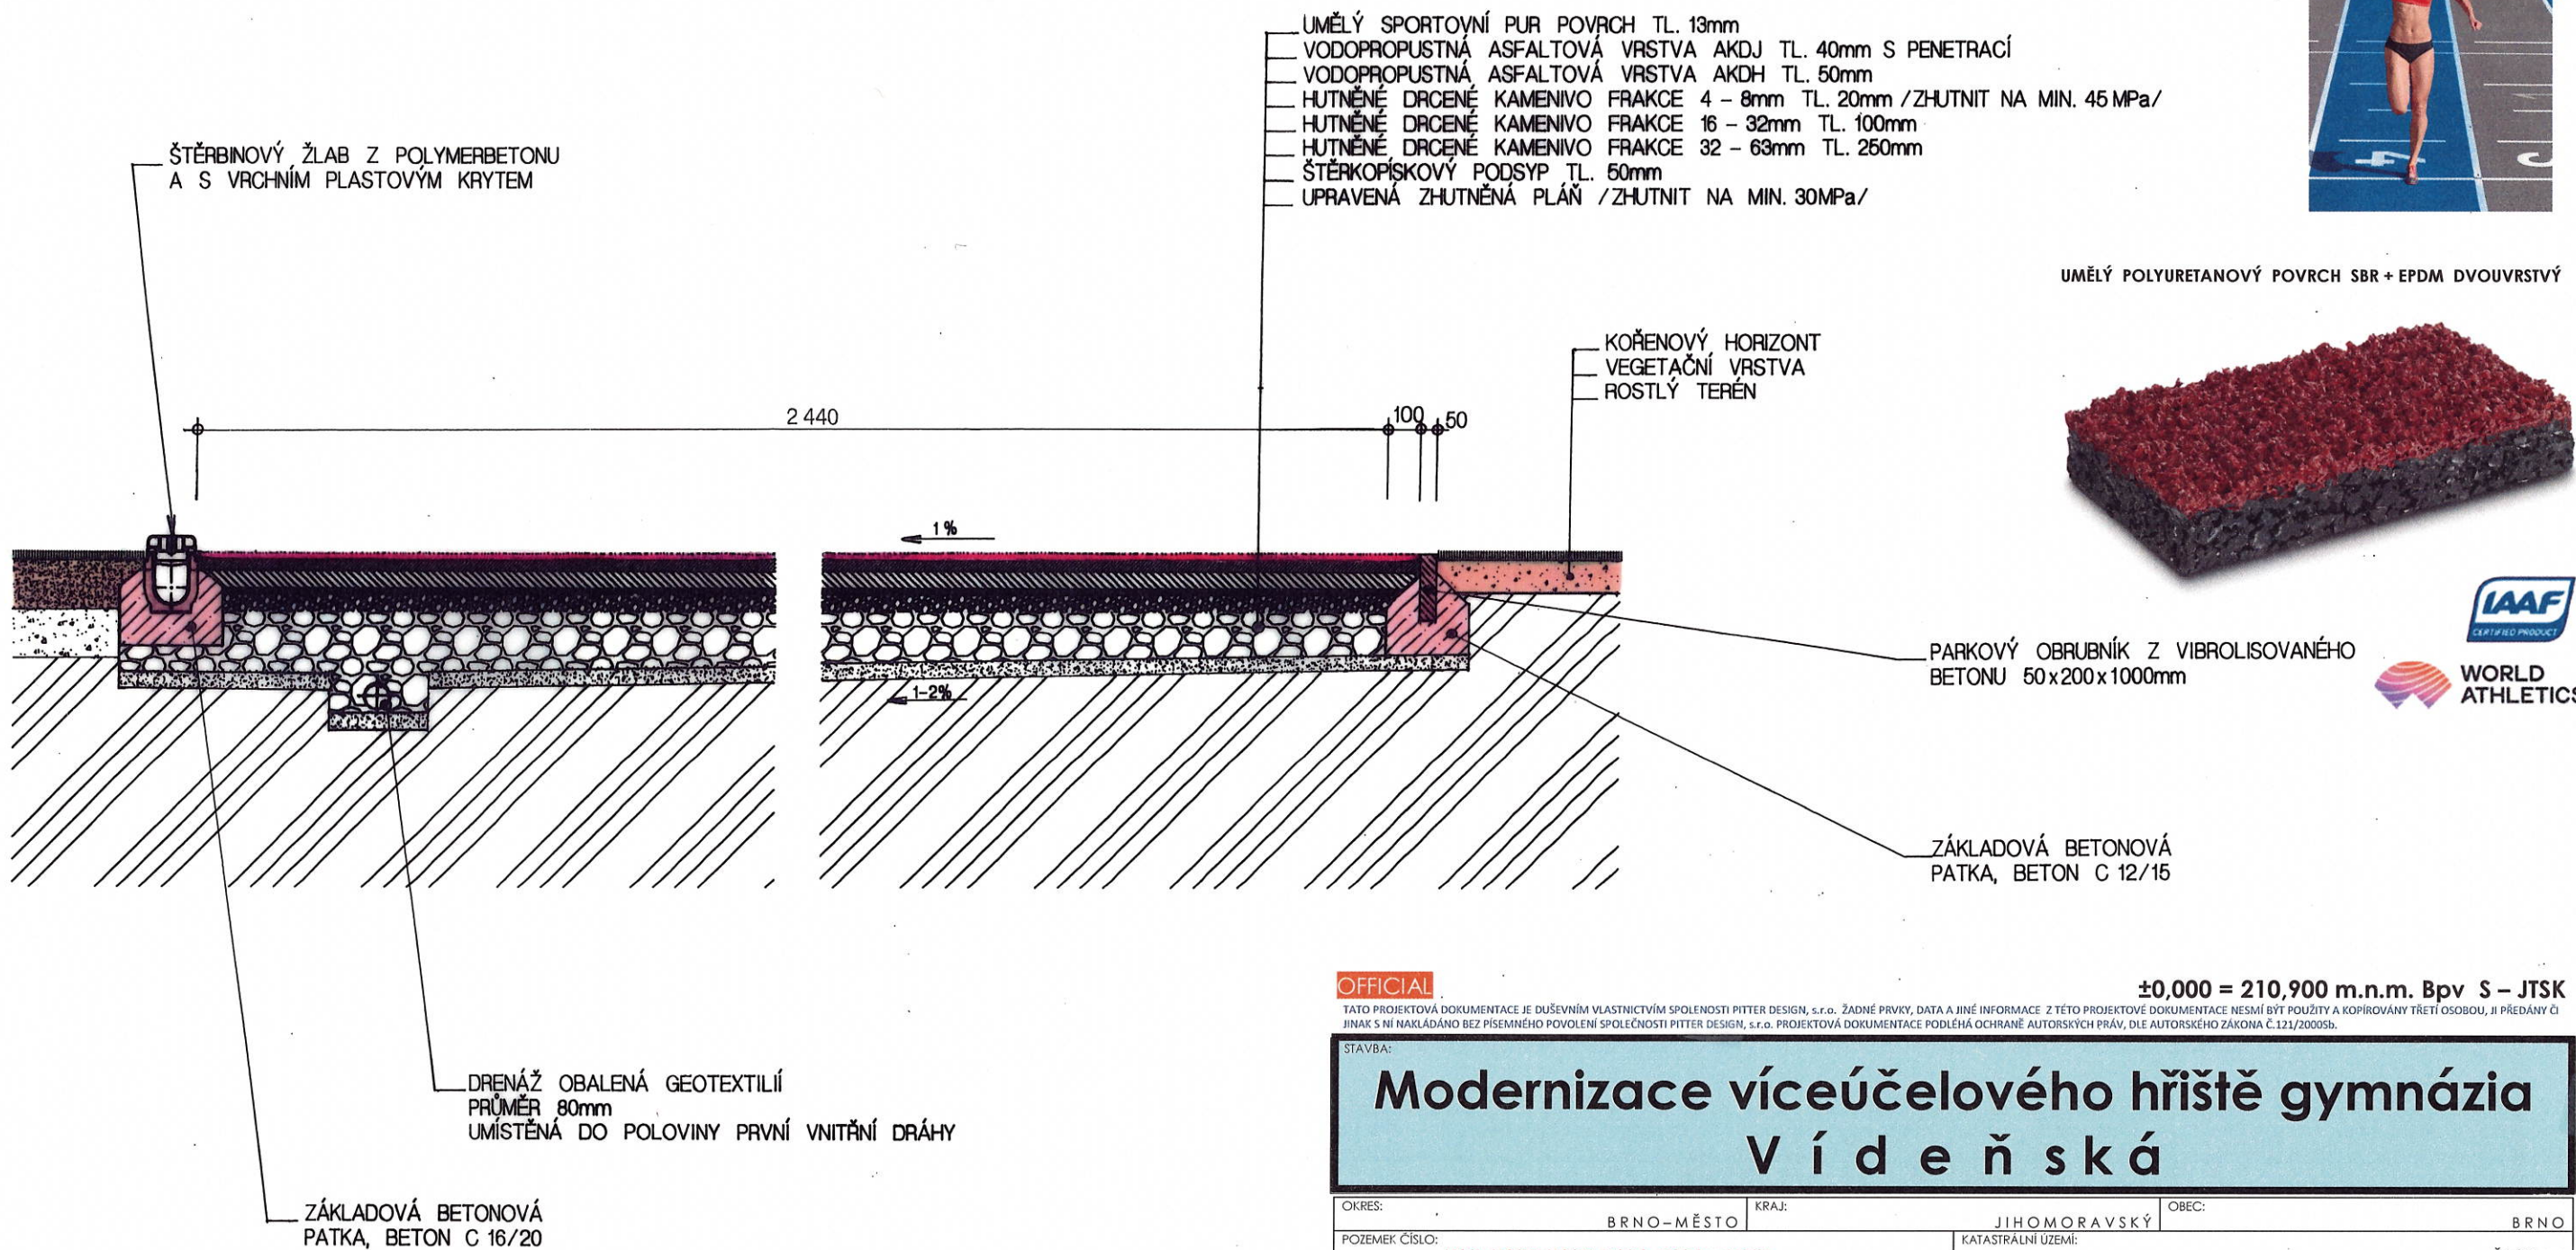 UMĚLÝ SPORTOVNÍ PUR POVRCH TL. 13mm
VODOPROPUSTNÁ ASFALTOVÁ VRSTVA AKDJ TL. 40mm S PENETRACÍ
VODOPROPUSTNÁ ASFALTOVÁ VRSTVA AKDH TL. 50mm
HUTNĚNÉ DRCENÉ KAMENIVO FRAKCE 4 - 8mm TL. 20mm /ZHUTNIT NA MIN. 45 MPa/
HUTNĚNÉ DRCENÉ KAMENIVO FRAKCE 16 - 32mm TL. 100mm
HUTNĚNÉ DRCENÉ KAMENIVO FRAKCE 32 - 63mm TL. 250mm
ŠTĚRKOPÍSKOVÝ PODSYP TL. 50mm
UPRAVENÁ ZHUTNĚNÁ PLÁŇ /ZHUTNIT NA MIN. 30MPa/
ŠTĚRBINOVÝ ŽLAB Z POLYMERBETONU
A S VRCHNÍM PLASTOVÝM KRYTEM
UMĚLÝ POLYURETANOVÝ POVRCH SBR + EPDM DVOUVRSTVÝ
KOŘENOVÝ HORIZONT
VEGETAČNÍ VRSTVA
ROSTLÝ TERÉN
2 440
100
50
1%
1-2%
IAAF
CERTIFIED PRODUCT
WORLD
ATHLETICS
PARKOVÝ OBRUBNÍK Z VIBROLISOVANÉHO
BETONU 50x200x1000mm
ZÁKLADOVÁ BETONOVÁ
PATKA, BETON C 12/15
DRENÁŽ OBALENÁ GEOTEXTILIÍ
PRŮMĚR 80mm
UMÍSTĚNÁ DO POLOVINY PRVNÍ VNITŘNÍ DRÁHY
ZÁKLADOVÁ BETONOVÁ
PATKA, BETON C 16/20
OFFICIAL
±0,000 = 210,900 m.n.m. Bpv S – JTSK
TATO PROJEKTOVÁ DOKUMENTACE JE DUŠEVNÍM VLASTNICTVÍM SPOLENOSTI PITTER DESIGN, s.r.o. ŽADNÉ PRVKY, DATA A JINÉ INFORMACE Z TÉTO PROJEKTOVÉ DOKUMENTACE NESMÍ BÝT POUŽITY A KOPÍROVÁNY TŘETÍ OSOBOU, JI PŘEDÁNY ČI
JINAK S NÍ NAKLÁDÁNO BEZ PÍSEMNÉHO POVOLENÍ SPOLEČNOSTI PITTER DESIGN, s.r.o. PROJEKTOVÁ DOKUMENTACE PODLÉHÁ OCHRANĚ AUTORSKÝCH PRÁV, DLE AUTORSKÉHO ZÁKONA Č.121/2000Sb.
STAVBA:
Modernizace víceúčelového hřiště gymnázia
Vídeňská
OKRES: BRNO-MĚSTO KRAJ: JIHOMORAVSKÝ OBEC: BRNO
POZEMEK ČÍSLO: KATASTRÁLNÍ ÚZEMÍ: